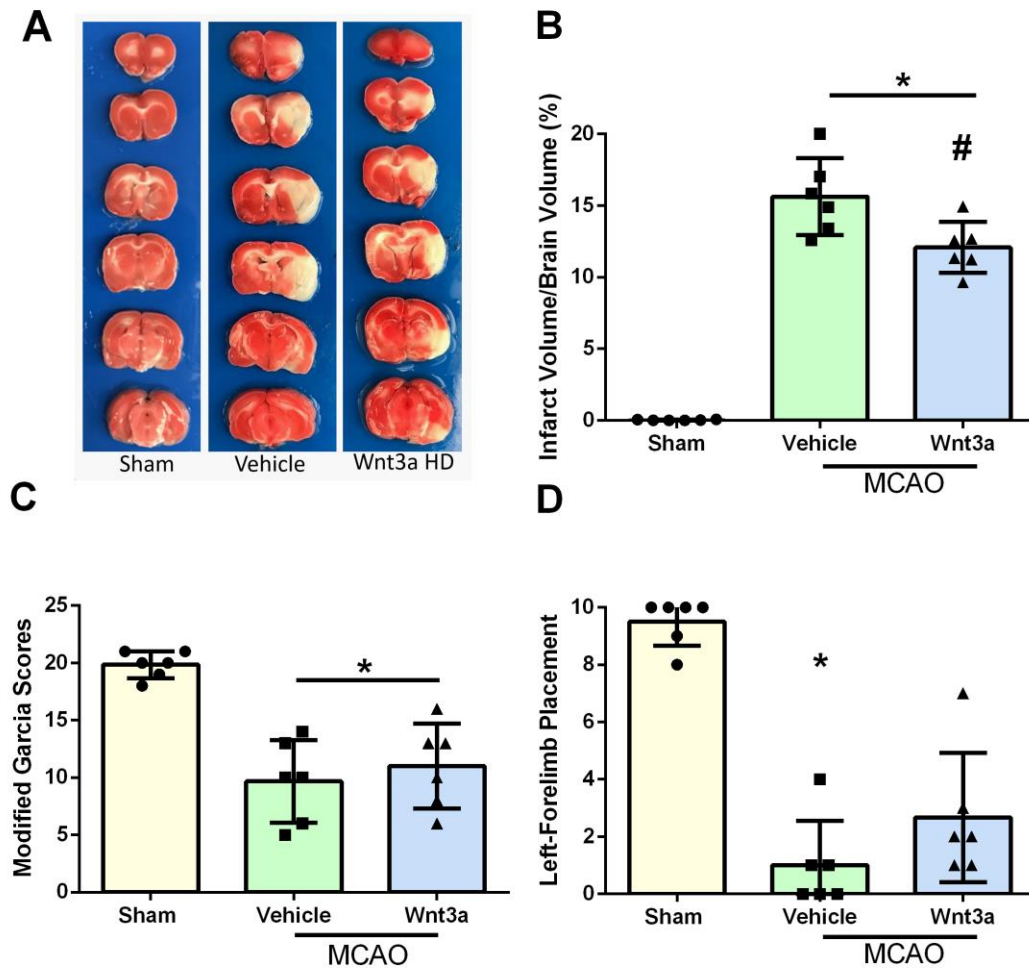 A
Sham
Vehicle
Wnt3a HD
B
Infarct Volume/Brain Volume (%)
20
15
10
5
0
*
#
Sham
Vehicle
Wnt3a
MCAO
C
Modified Garcia Scores
25
20
15
10
5
0
*
Sham
Vehicle
Wnt3a
MCAO
D
Left-Forelimb Placement
10
8
6
4
2
0
*
Sham
Vehicle
Wnt3a
MCAO